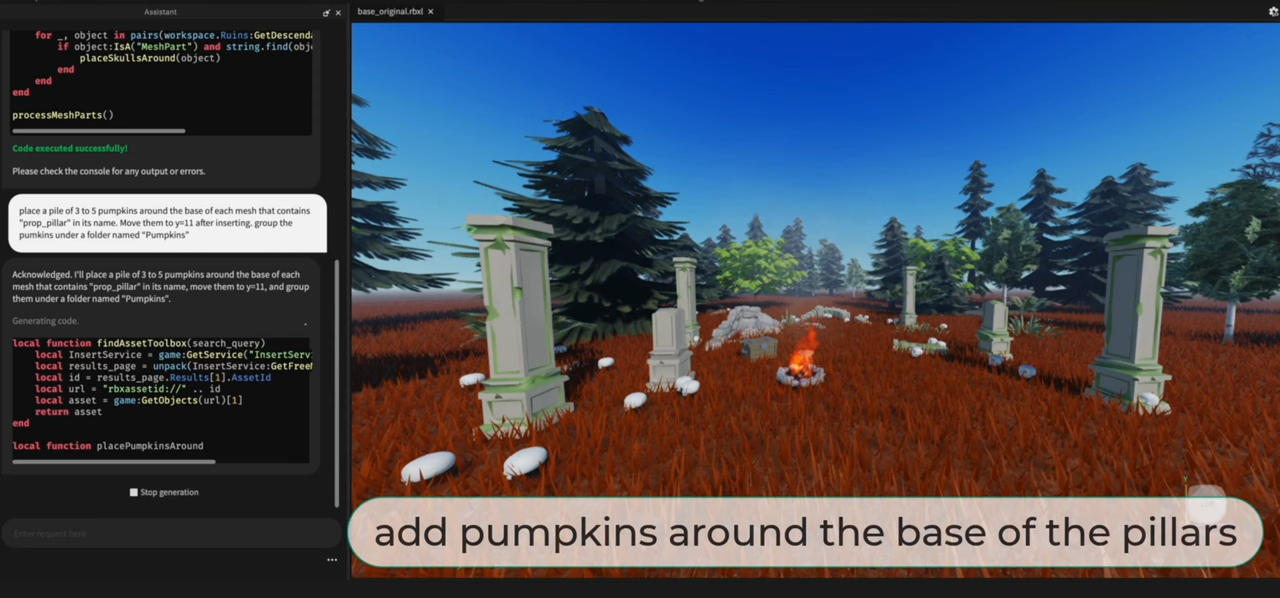 Assistant
base_original.rbxl
for _, object in pairs(workspace.Ruins:GetDescenda
if object:IsA("MeshPart") and string.find(obj
placeSkullsAround(object)
end
end
end
processMeshParts()
Code executed successfully!
Please check the console for any output or errors.
place a pile of 3 to 5 pumpkins around the base of each mesh that contains
"prop_pillar" in its name. Move them to y=11 after inserting. group the
pumkins under a folder named "Pumpkins"
Acknowledged. I'll place a pile of 3 to 5 pumpkins around the base of each
mesh that contains "prop_pillar" in its name, move them to y=11, and group
them under a folder named "Pumpkins".
Generating code.
local function findAssetToolbox(search_query)
local InsertService = game:GetService("InsertServi
local results_page = unpack(InsertService:GetFreeM
local id = results_page.Results[1].AssetId
local url = "rbxassetid://" .. id
local asset = game:GetObjects(url)[1]
return asset
end
local function placePumpkinsAround
Stop generation
Enter request here
add pumpkins around the base of the pillars